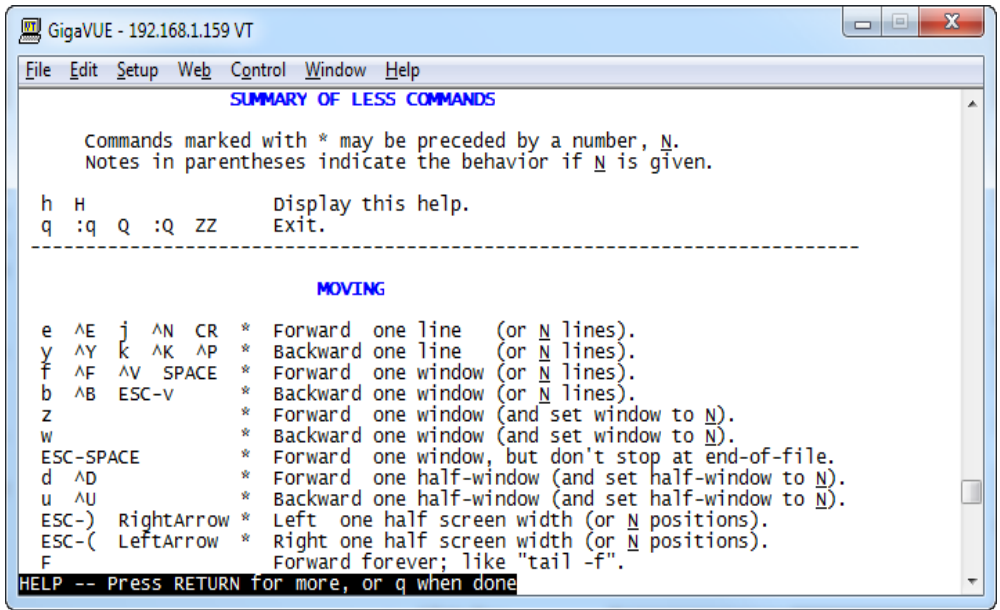 GigaVUE - 192.168.1.159 VT
File Edit Setup Web Control Window Help
SUMMARY OF LESS COMMANDS
Commands marked with * may be preceded by a number, N.
Notes in parentheses indicate the behavior if N is given.
h H Display this help.
q :q Q :Q ZZ Exit.
---------------------------------------------------------------------------
MOVING
e ^E j ^N CR * Forward one line (or N lines).
y ^Y k ^K ^P * Backward one line (or N lines).
f ^F ^V SPACE * Forward one window (or N lines).
b ^B ESC-v * Backward one window (or N lines).
z * Forward one window (and set window to N).
w * Backward one window (and set window to N).
ESC-SPACE * Forward one window, but don't stop at end-of-file.
d ^D * Forward one half-window (and set half-window to N).
u ^U * Backward one half-window (and set half-window to N).
ESC-) RightArrow * Left one half screen width (or N positions).
ESC-( LeftArrow * Right one half screen width (or N positions).
F Forward forever; like "tail -f".
HELP -- Press RETURN for more, or q when done